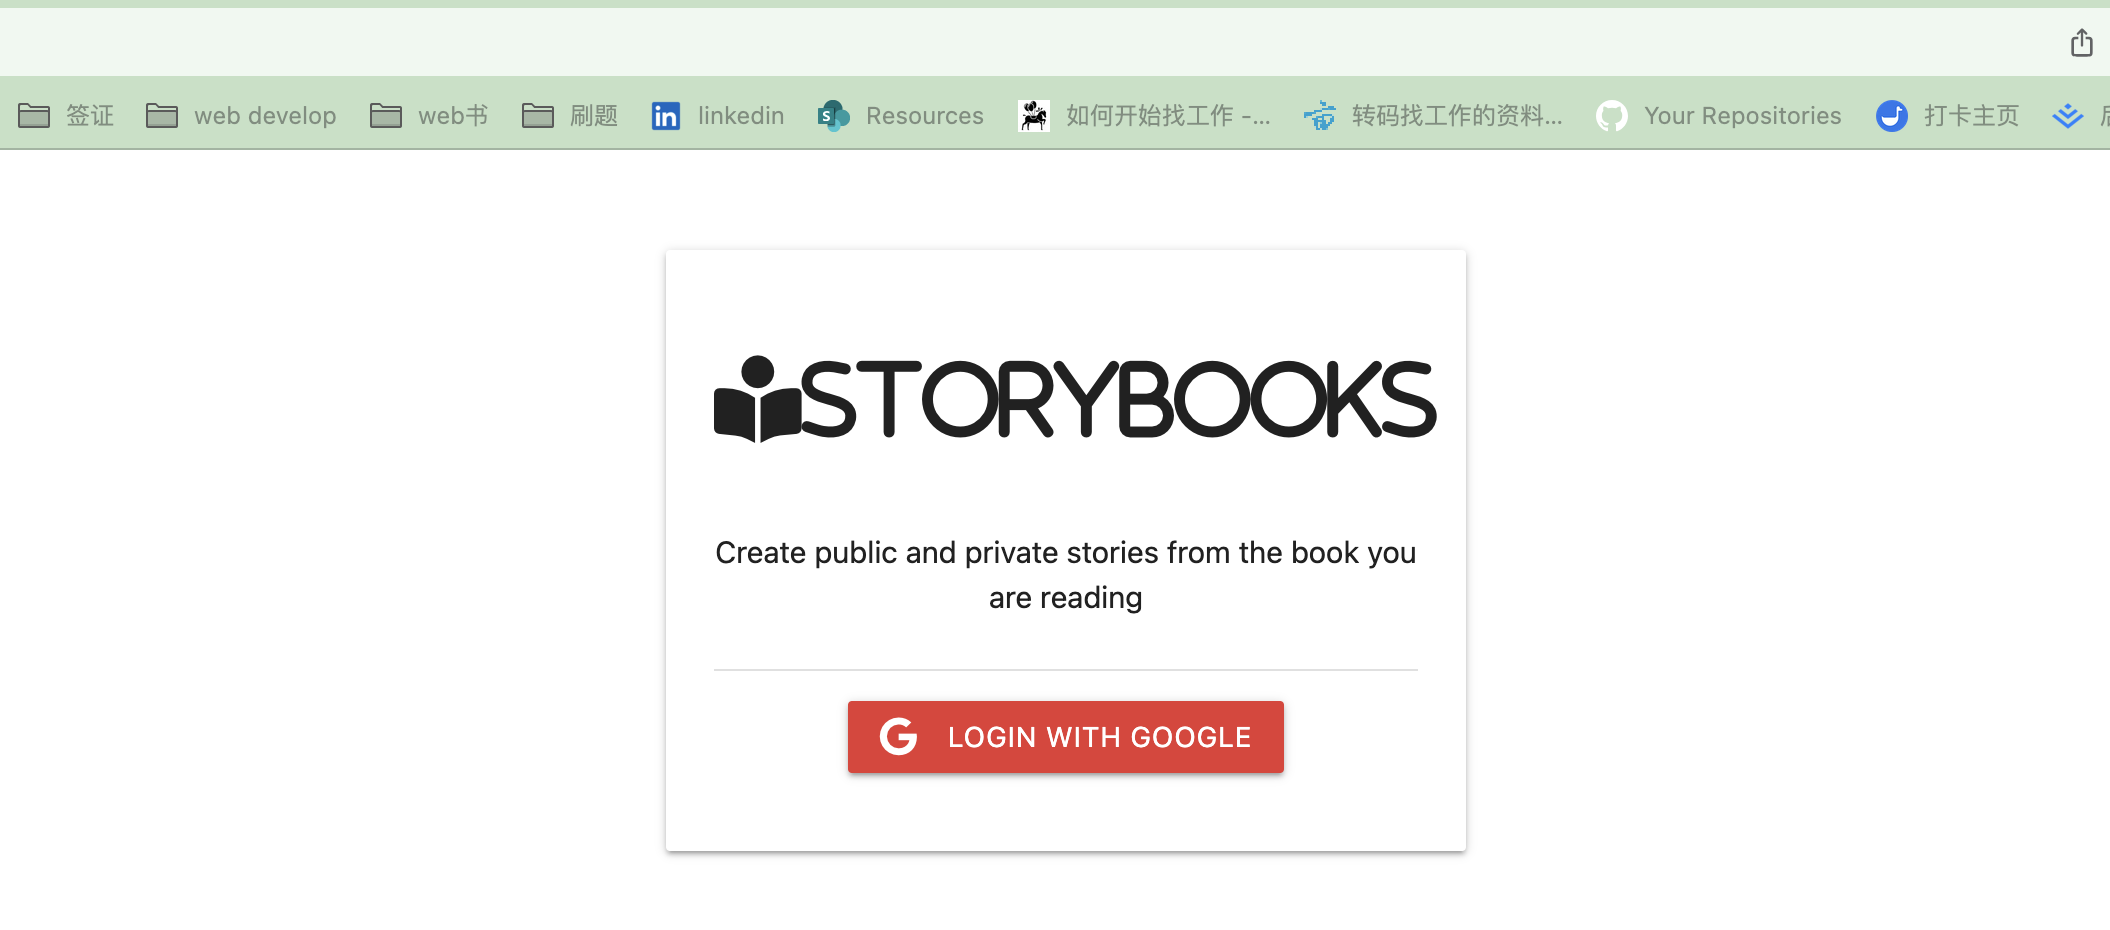 签证 web develop web书 刷题 linkedin Resources 如何开始找工作 -... 转码找工作的资料... Your Repositories 打卡主页
STORYBOOKS
Create public and private stories from the book you
are reading
LOGIN WITH GOOGLE